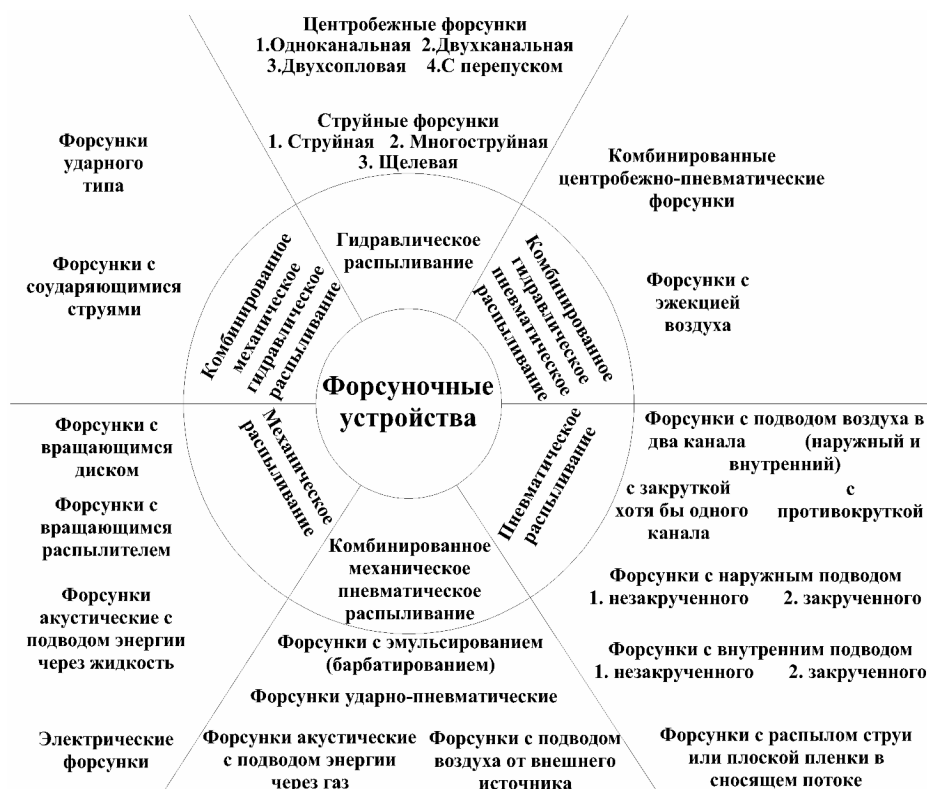 Центробежные форсунки
1.Одноканальная 2.Двухканальная
3.Двухсопловая 4.С перепуском
Струйные форсунки
1. Струйная 2. Многоструйная
3. Щелевая
Форсунки
ударного
типа
Форсунки с
соударяющимися
струями
Комбинированные
центробежно-пневматические
форсунки
Форсунки с
эжекцией
воздуха
Гидравлическое
распыливание
Комбинированное
механическое
гидравлическое
распыливание
Комбинированное
гидравлическое
пневматическое
распыливание
Форсуночные
устройства
Механическое
распыливание
Пневматическое
распыливание
Комбинированное
механическое
пневматическое
распыливание
Форсунки с
вращающимся
диском
Форсунки с
вращающимся
распылителем
Форсунки
акустические с
подводом энергии
через жидкость
Электрические
форсунки
Форсунки с эмульсированием
(барбатированием)
Форсунки ударно-пневматические
Форсунки акустические
с подводом энергии
через газ
Форсунки с подводом
воздуха от внешнего
источника
Форсунки с подводом воздуха в
два канала (наружный и
внутренний)
с закруткой
хотя бы одного
канала
с
противокруткой
Форсунки с наружным подводом
1. незакрученного 2. закрученного
Форсунки с внутренним подводом
1. незакрученного 2. закрученного
Форсунки с распылом струи
или плоской пленки в
сносящем потоке